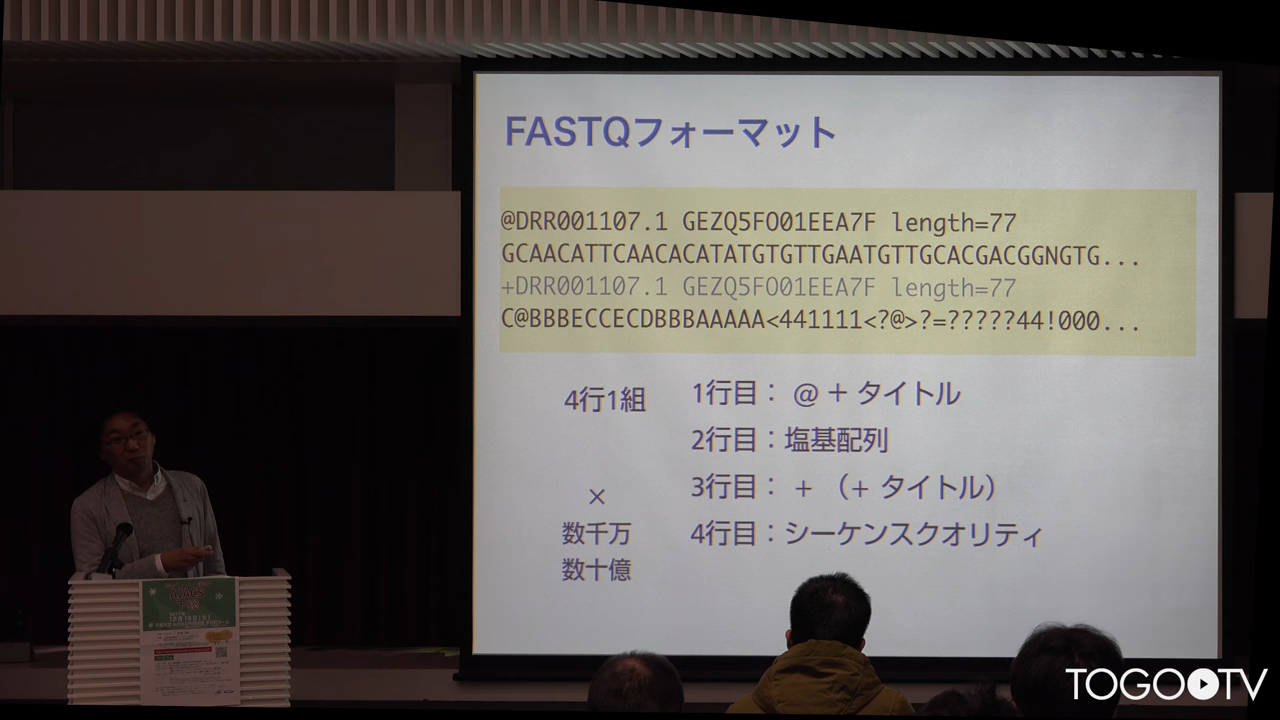 FASTQフォーマット
@DRR001107.1 GEZQ5FO01EEA7F length=77
GCAACATTCAACACATATGTGTTGAATGTTGCACGACGGNGTG...
+DRR001107.1 GEZQ5FO01EEA7F length=77
C@BBBECCECDBBBAAAAA<441111<?@>?=?????44!000...
4行1組
×
数千万
数十億
1行目： @ + タイトル
2行目：塩基配列
3行目： + （+ タイトル）
4行目：シーケンスクオリティ
TOGOTV